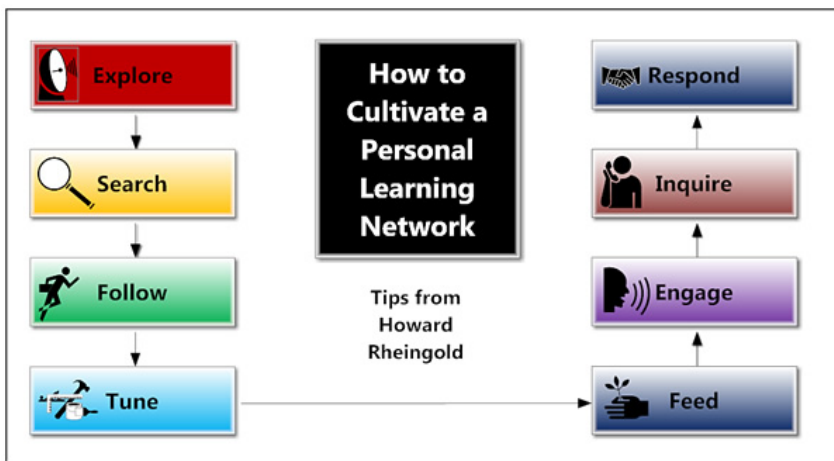 Explore
Search
Follow
Tune
How to
Cultivate a
Personal
Learning
Network
Tips from
Howard
Rheingold
Respond
Inquire
Engage
Feed